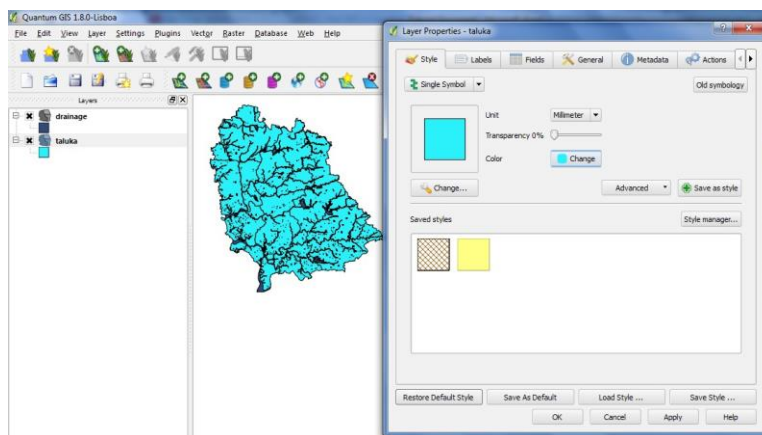 Quantum GIS 1.8.0-Lisboa
File Edit View Layer Settings Plugins Vector Raster Database Web Help
Layers
drainage
taluka
Layer Properties - taluka
Style Labels Fields General Metadata Actions
Single Symbol Old symbology
Unit Millimeter
Transparency 0%
Color Change
Change... Advanced Save as style
Saved styles Style manager...
Restore Default Style Save As Default Load Style ... Save Style ...
OK Cancel Apply Help